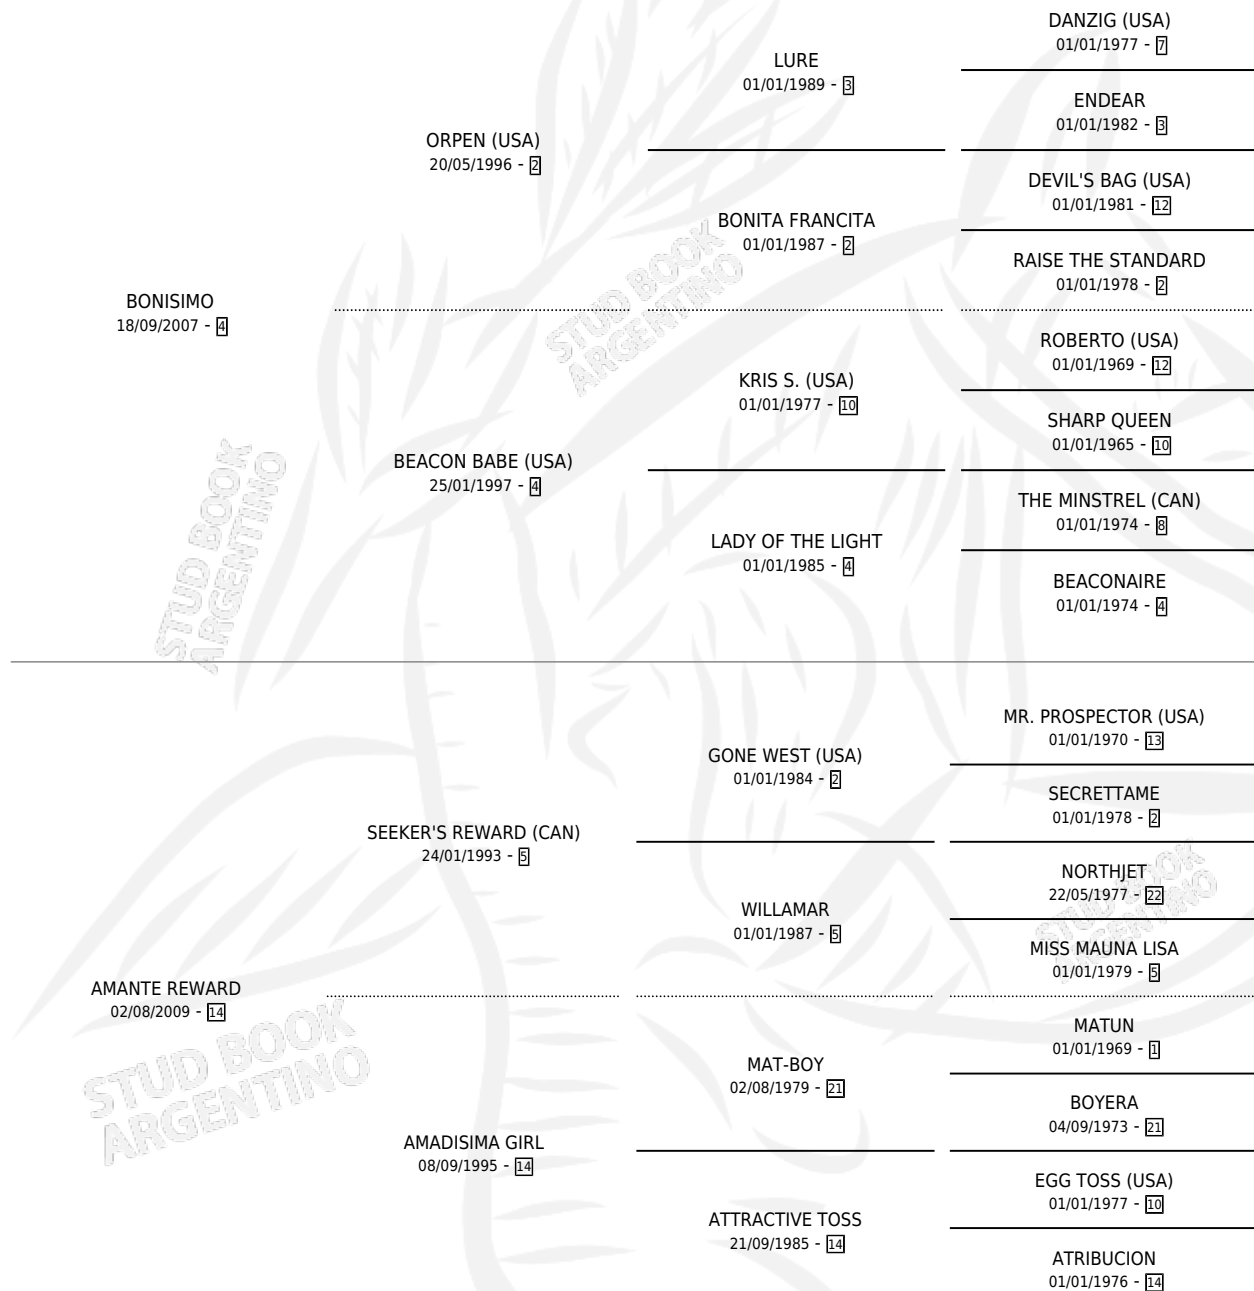 DANZIG (USA)
01/01/1977 - 7
LURE
01/01/1989 - 3
ENDEAR
01/01/1982 - 3
ORPEN (USA)
20/05/1996 - 2
DEVIL'S BAG (USA)
01/01/1981 - 12
BONITA FRANCITA
01/01/1987 - 2
RAISE THE STANDARD
01/01/1978 - 2
BONISIMO
18/09/2007 - 4
ROBERTO (USA)
01/01/1969 - 12
KRIS S. (USA)
01/01/1977 - 10
SHARP QUEEN
01/01/1965 - 10
BEACON BABE (USA)
25/01/1997 - 4
THE MINSTREL (CAN)
01/01/1974 - 8
LADY OF THE LIGHT
01/01/1985 - 4
BEACONAIRE
01/01/1974 - 4
MR. PROSPECTOR (USA)
01/01/1970 - 13
GONE WEST (USA)
01/01/1984 - 2
SECRETTAME
01/01/1978 - 2
SEEKER'S REWARD (CAN)
24/01/1993 - 5
NORTHJET
22/05/1977 - 22
WILLAMAR
01/01/1987 - 5
MISS MAUNA LISA
01/01/1979 - 5
AMANTE REWARD
02/08/2009 - 14
MATUN
01/01/1969 - 1
MAT-BOY
02/08/1979 - 21
BOYERA
04/09/1973 - 21
AMADISIMA GIRL
08/09/1995 - 14
EGG TOSS (USA)
01/01/1977 - 10
ATTRACTIVE TOSS
21/09/1985 - 14
ATRIBUCION
01/01/1976 - 14
STUD BOOK
ARGENTINO
STUD BOOK
ARGENTINO
STUD BOOK
ARGENTINO
STUD BOOK
ARGENTINO